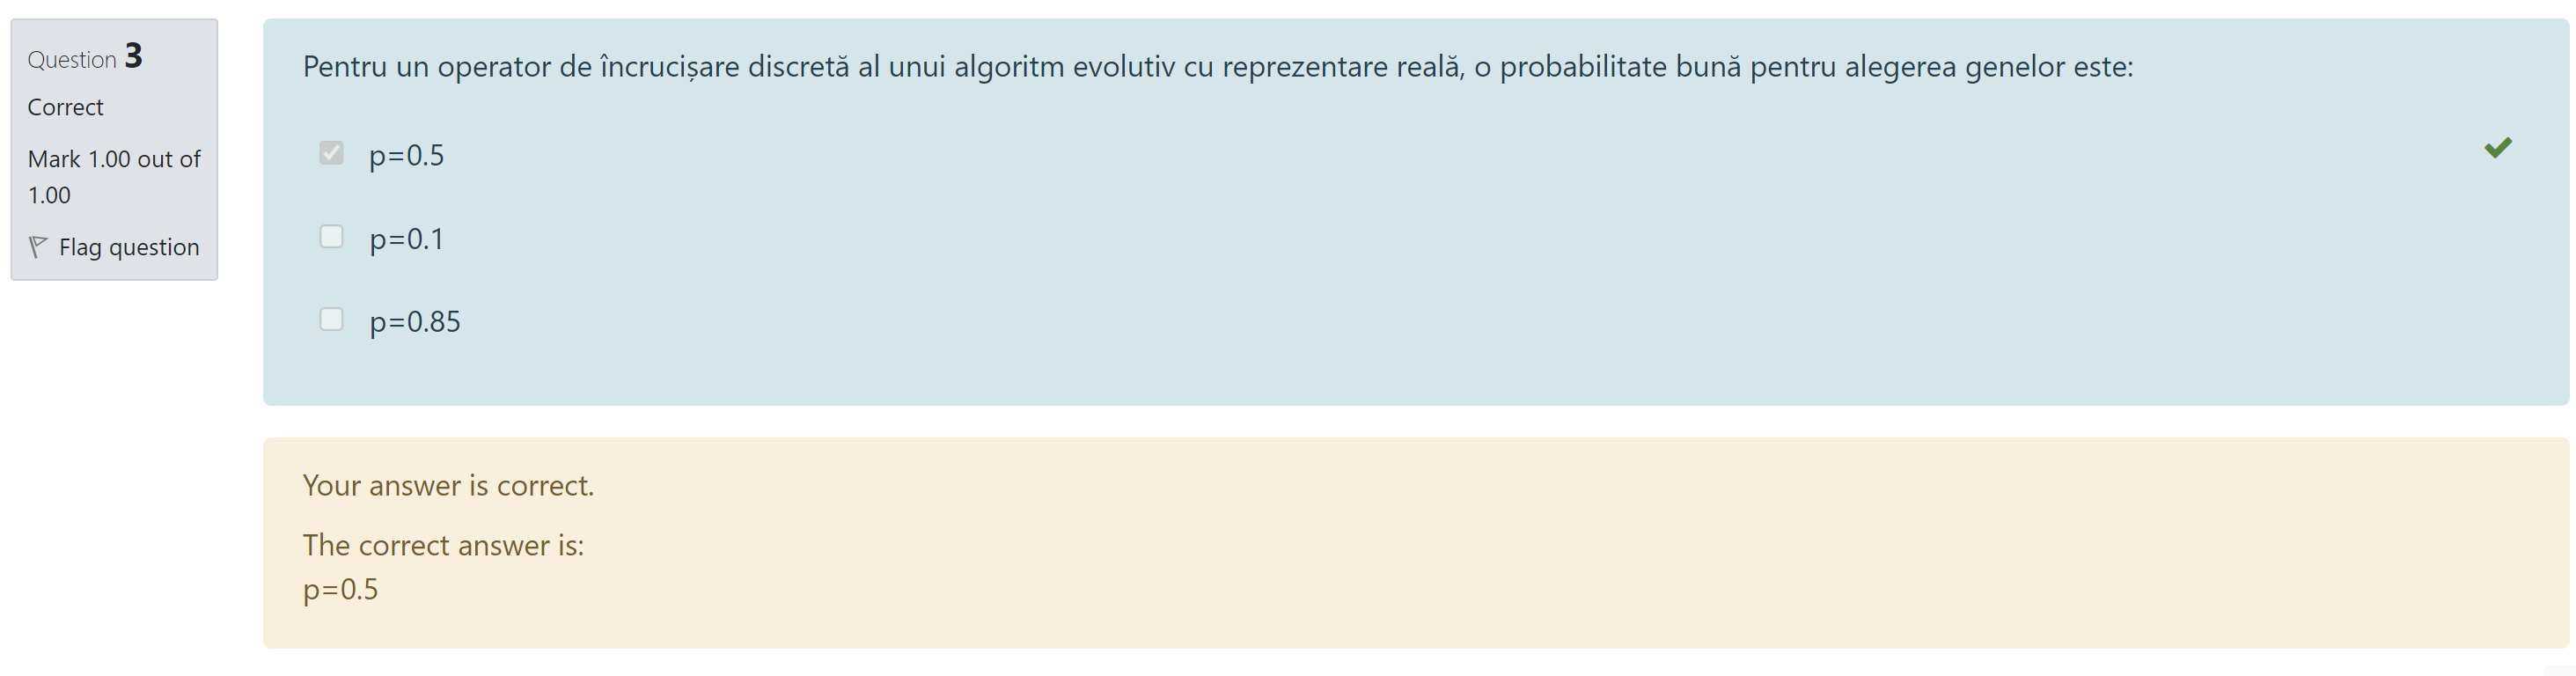 Question 3
Correct
Mark 1.00 out of
1.00
Flag question
Pentru un operator de încrucișare discretă al unui algoritm evolutiv cu reprezentare reală, o probabilitate bună pentru alegerea genelor este:
p=0.5
p=0.1
p=0.85
Your answer is correct.
The correct answer is:
p=0.5